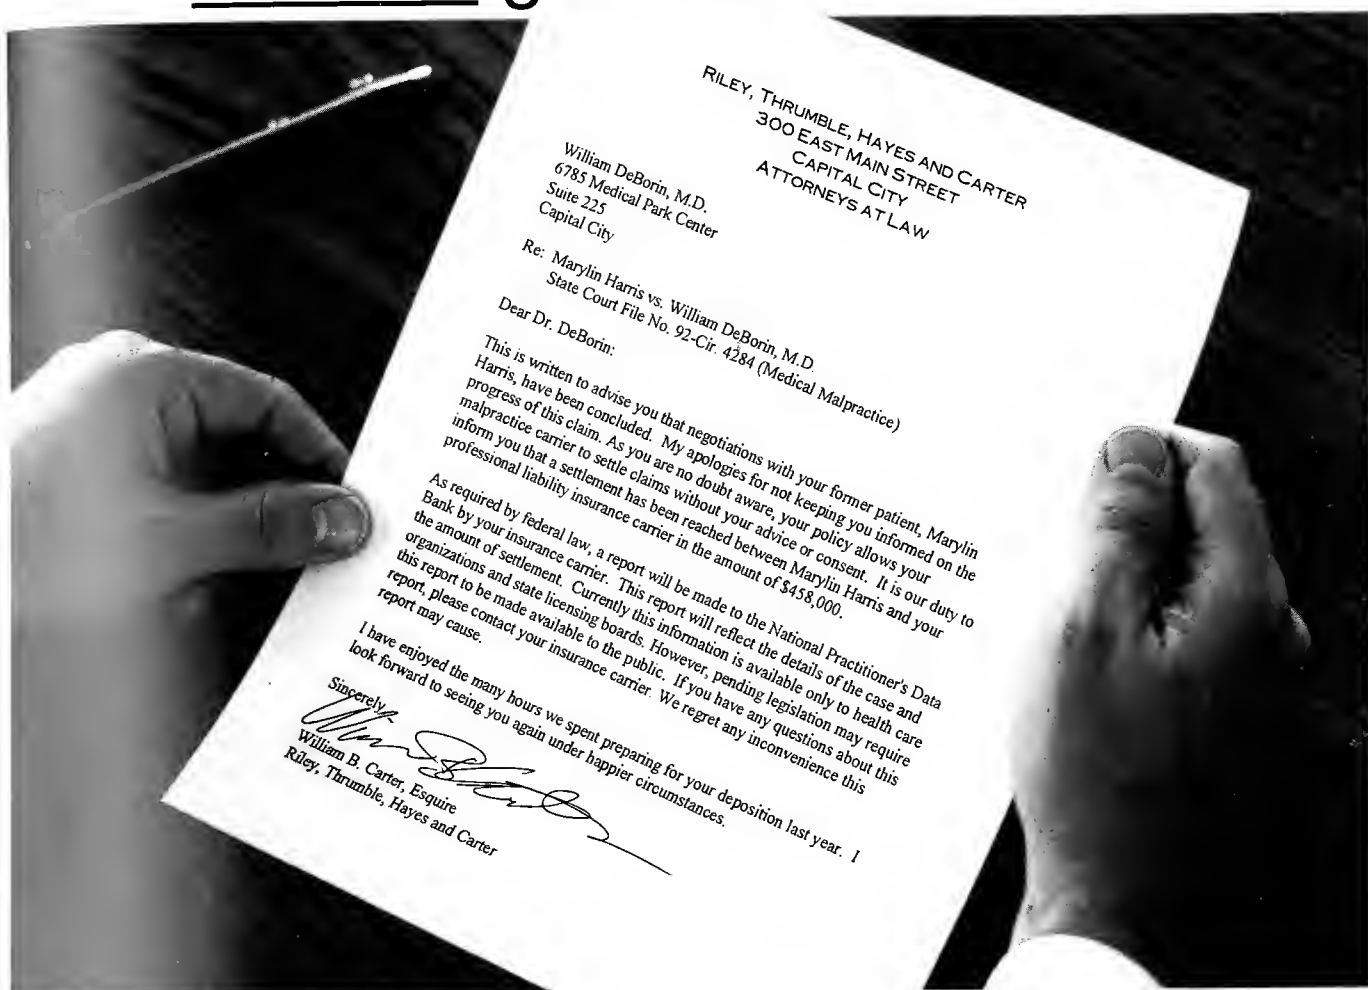 RILEY, THRUMBLE, HAYES AND CARTER
300 EAST MAIN STREET
CAPITAL CITY
ATTORNEYS AT LAW
William DeBorin, M.D.
6785 Medical Park Center
Suite 225
Capital City
Re: Marylin Harris vs. William DeBorin, M.D.
State Court File No. 92-Cir. 4284 (Medical Malpractice)
Dear Dr. DeBorin:
This is written to advise you that negotiations with your former patient, Marylin
Harris, have been concluded. My apologies for not keeping you informed on the
progress of this claim. As you are no doubt aware, your policy allows your
malpractice carrier to settle claims without your advice or consent. It is our duty to
inform you that a settlement has been reached between Marylin Harris and your
professional liability insurance carrier in the amount of $458,000.
As required by federal law, a report will be made to the National Practitioner's Data
Bank by your insurance carrier. This report will reflect the details of the case and
the amount of settlement. Currently this information is available only to health care
organizations and state licensing boards. However, pending legislation may require
this report to be made available to the public. If you have any questions about this
report, please contact your insurance carrier. We regret any inconvenience this
report may cause.
I have enjoyed the many hours we spent preparing for your deposition last year. I
look forward to seeing you again under happier circumstances.
Sincerely,
William B. Carter, Esquire
Riley, Thrumble, Hayes and Carter